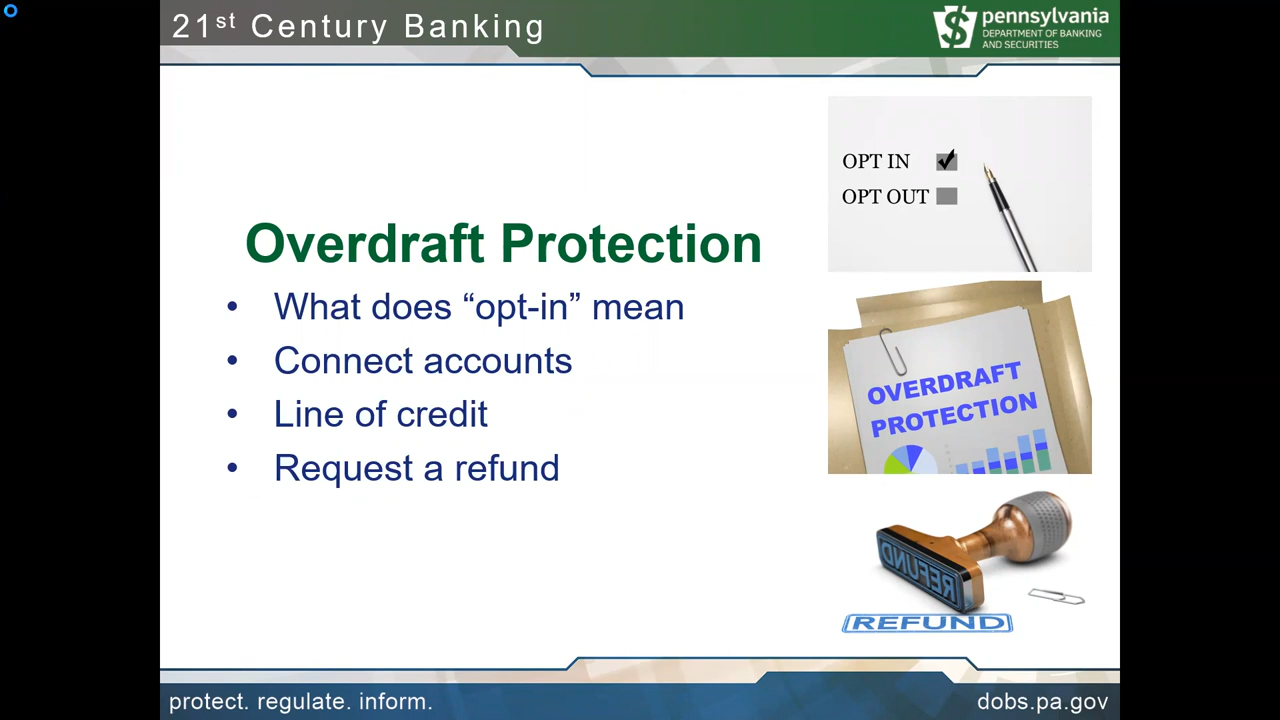 21st Century Banking
pennsylvania
DEPARTMENT OF BANKING
AND SECURITIES
OPT IN
OPT OUT
Overdraft Protection
• What does “opt-in” mean
• Connect accounts
• Line of credit
• Request a refund
OVERDRAFT
PROTECTION
REFUND
REFUND
protect. regulate. inform.
dobs.pa.gov